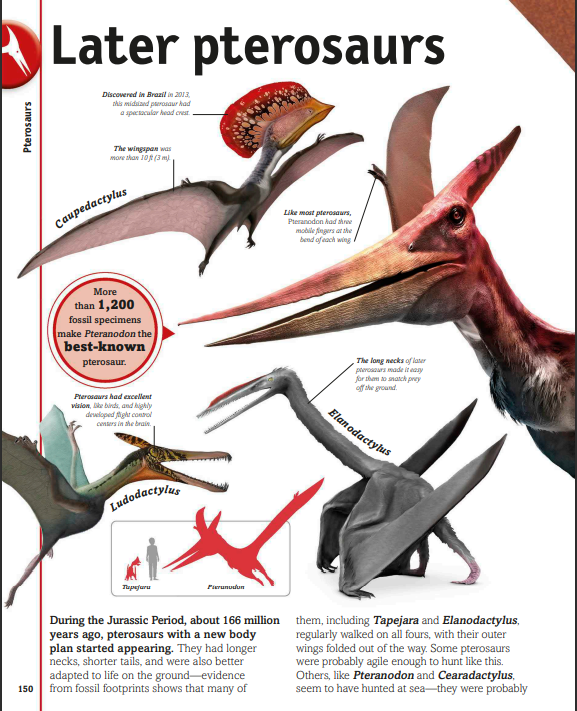 Later pterosaurs
Pterosaurs
Discovered in Brazil in 2013,
this midsized pterosaur had
a spectacular head crest.
The wingspan was
more than 10 ft (3 m).
Caupedactylus
Like most pterosaurs,
Pteranodon had three
mobile fingers at the
bend of each wing.
More
than 1,200
fossil specimens
make Pteranodon the
best-known
pterosaur.
The long necks of later
pterosaurs made it easy
for them to snatch prey
off the ground.
Pterosaurs had excellent
vision, like birds, and highly
developed flight control
centers in the brain.
Elanodactylus
Ludodactylus
Tapejara
Pteranodon
During the Jurassic Period, about 166 million
years ago, pterosaurs with a new body
plan started appearing. They had longer
necks, shorter tails, and were also better
adapted to life on the ground—evidence
from fossil footprints shows that many of
them, including Tapejara and Elanodactylus,
regularly walked on all fours, with their outer
wings folded out of the way. Some pterosaurs
were probably agile enough to hunt like this.
Others, like Pteranodon and Cearadactylus,
seem to have hunted at sea—they were probably
150